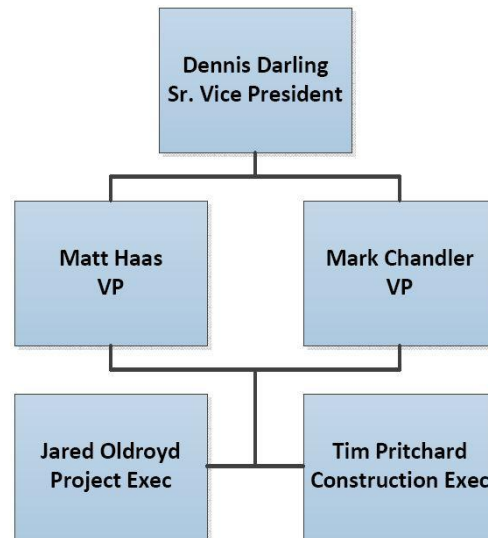 Dennis Darling
Sr. Vice President
Matt Haas
VP
Mark Chandler
VP
Jared Oldroyd
Project Exec
Tim Pritchard
Construction Exec